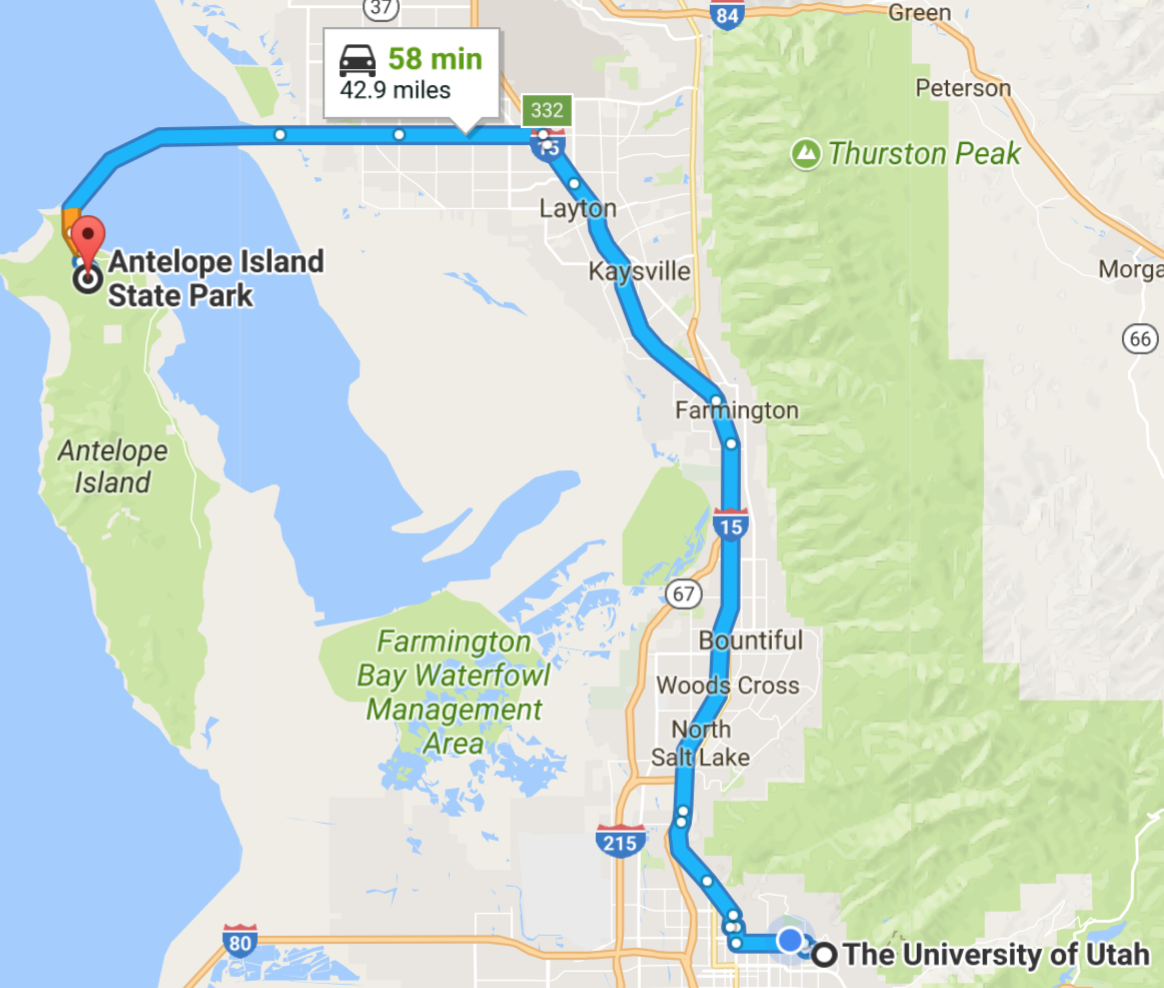 37
84
Green
58 min
42.9 miles
Peterson
332
15
Thurston Peak
Layton
Antelope Island
State Park
Kaysville
Morga
66
Farmington
Antelope
Island
15
67
Farmington
Bay Waterfowl
Management
Area
Bountiful
Woods Cross
North
Salt Lake
215
80
The University of Utah